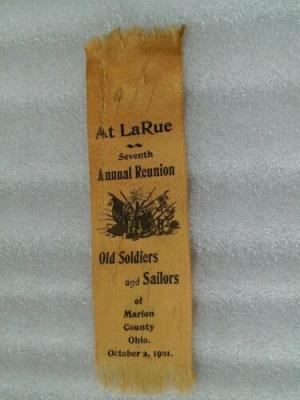 At LaRue
Seventh
Annual Reunion
Old Soldiers
and Sailors
of
Marion
County
Ohio.
October 2, 1901.